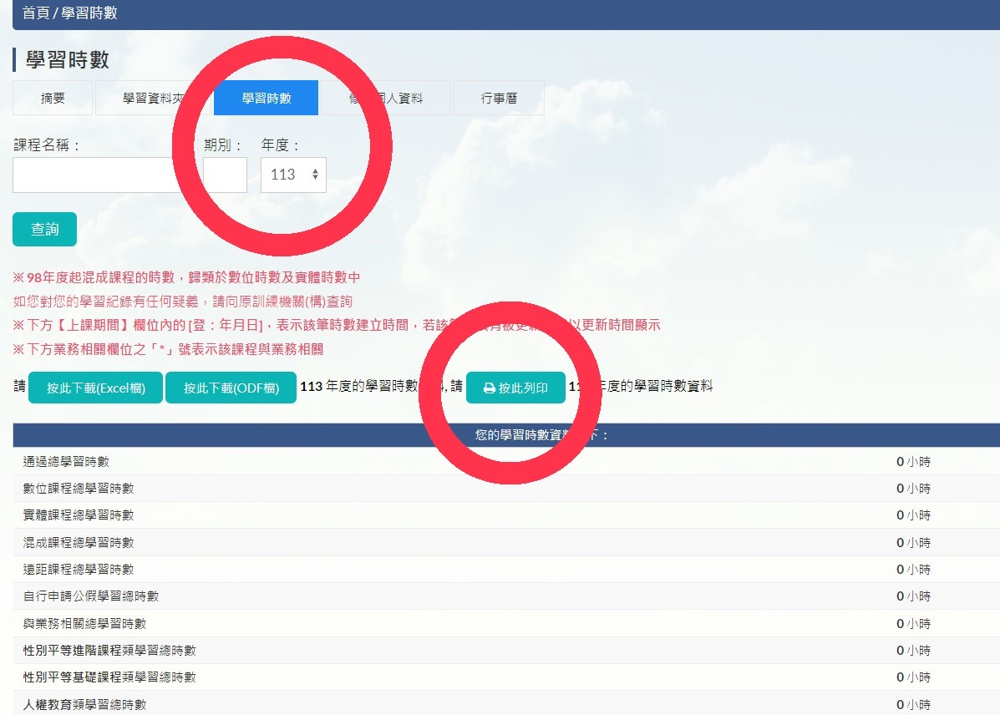 首頁 / 學習時數
學習時數
摘要 學習資料夾 學習時數 個人資料 行事曆
課程名稱： 期別： 年度：
113
查詢
※ 98年度起混成課程的時數，歸類於數位時數及實體時數中
如您對您的學習紀錄有任何疑義，請向原訓練機關(構)查詢
※ 下方【上課期間】欄位內的 [登：年月日]，表示該筆時數建立時間，若該 以更新時間顯示
※ 下方業務相關欄位之「*」號表示該課程與業務相關
請 按此下載(Excel檔) 按此下載(ODF檔) 113 年度的學習時數 , 請 按此列印 年度的學習時數資料
您的學習時數資料 下：
通過總學習時數 0 小時
數位課程總學習時數 0 小時
實體課程總學習時數 0 小時
混成課程總學習時數 0 小時
遠距課程總學習時數 0 小時
自行申請公假學習總時數 0 小時
與業務相關總學習時數 0 小時
性別平等進階課程類學習總時數 0 小時
性別平等基礎課程類學習總時數 0 小時
人權教育類學習總時數 0 小時